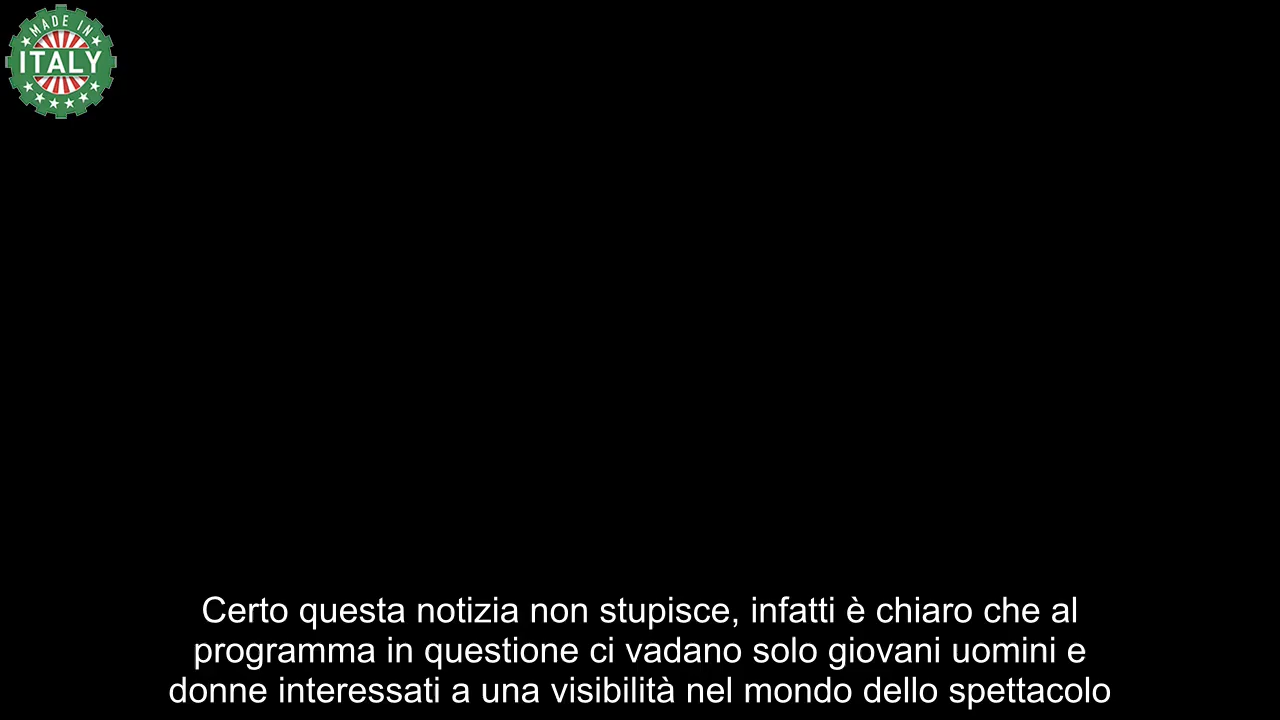 MADE IN
ITALY
Certo questa notizia non stupisce, infatti è chiaro che al
programma in questione ci vadano solo giovani uomini e
donne interessati a una visibilità nel mondo dello spettacolo